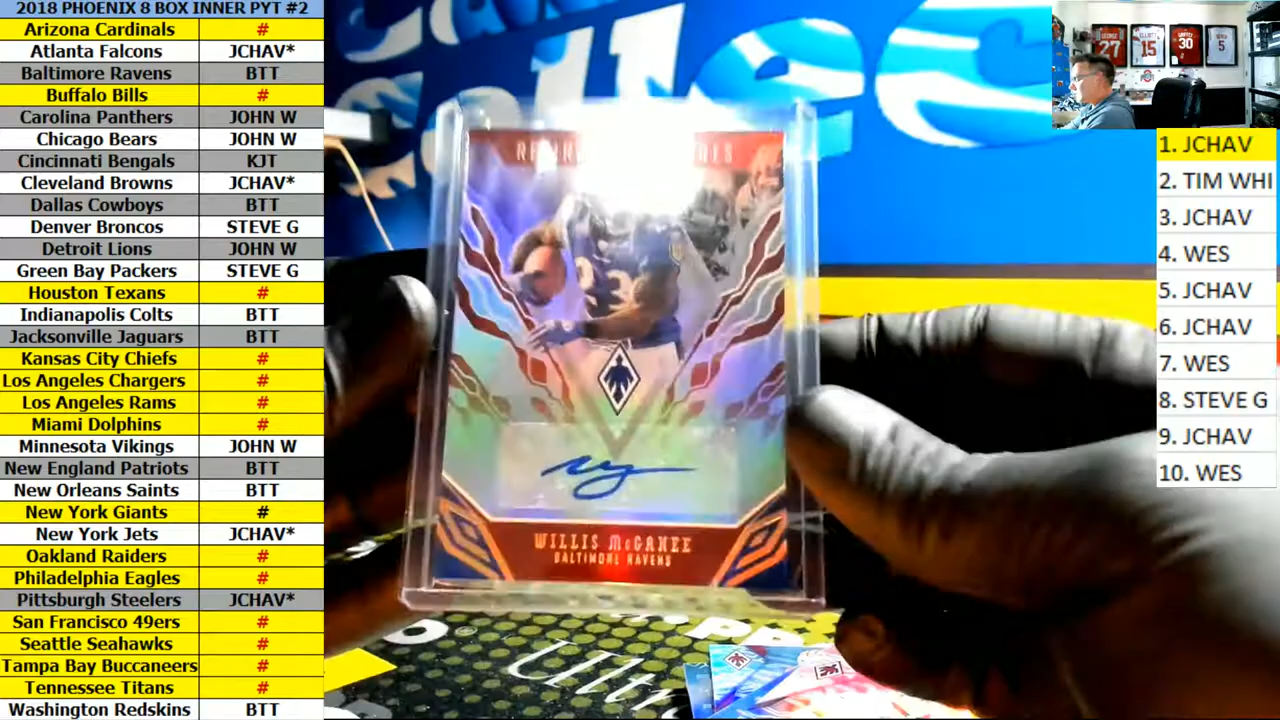 2018 PHOENIX 8 BOX INNER PYT #2
Arizona Cardinals #
Atlanta Falcons JCHAV*
Baltimore Ravens BTT
Buffalo Bills #
Carolina Panthers JOHN W
Chicago Bears JOHN W
Cincinnati Bengals KJT
Cleveland Browns JCHAV*
Dallas Cowboys BTT
Denver Broncos STEVE G
Detroit Lions JOHN W
Green Bay Packers STEVE G
Houston Texans #
Indianapolis Colts BTT
Jacksonville Jaguars BTT
Kansas City Chiefs #
Los Angeles Chargers #
Los Angeles Rams #
Miami Dolphins #
Minnesota Vikings JOHN W
New England Patriots BTT
New Orleans Saints BTT
New York Giants #
New York Jets JCHAV*
Oakland Raiders #
Philadelphia Eagles #
Pittsburgh Steelers JCHAV*
San Francisco 49ers #
Seattle Seahawks #
Tampa Bay Buccaneers #
Tennessee Titans #
Washington Redskins BTT
WILLIS McGAHEE
BALTIMORE RAVENS
Ultr
27
15
30
5
1. JCHAV
2. TIM WHI
3. JCHAV
4. WES
5. JCHAV
6. JCHAV
7. WES
8. STEVE G
9. JCHAV
10. WES